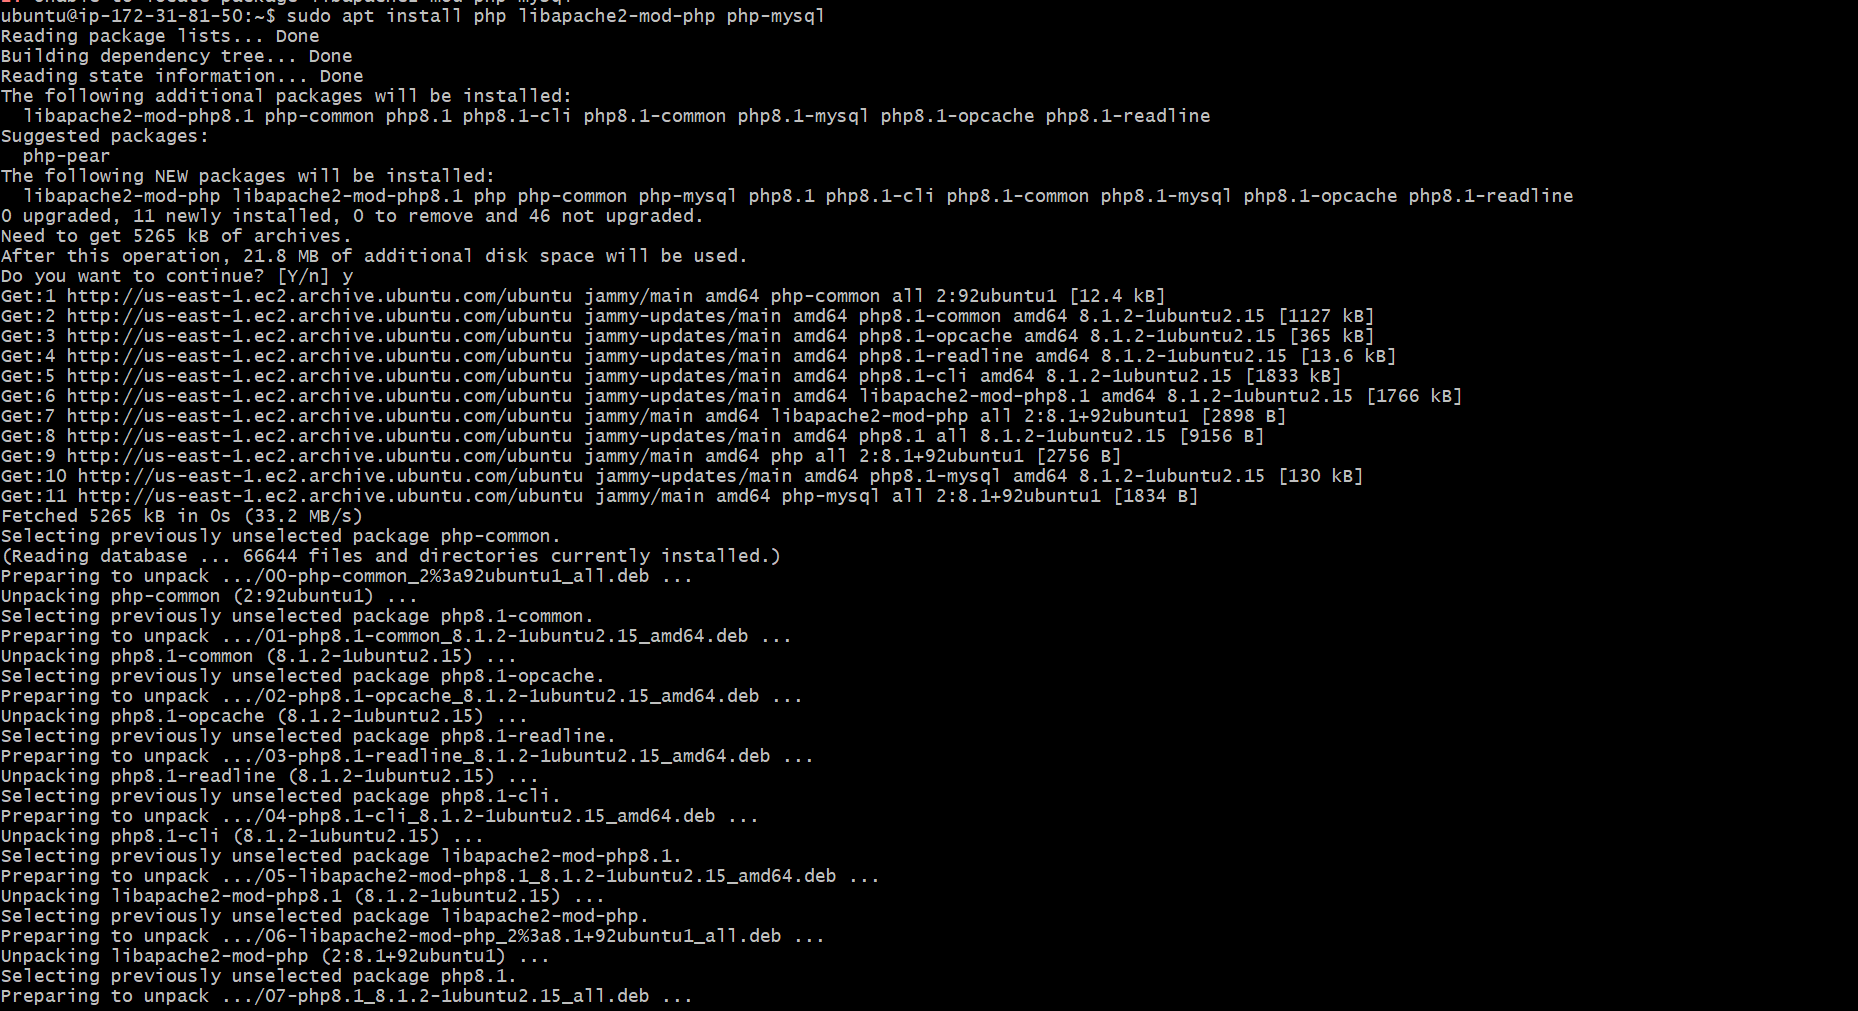 ubuntu@ip-172-31-81-50:~$ sudo apt install php libapache2-mod-php php-mysql
Reading package lists... Done
Building dependency tree... Done
Reading state information... Done
The following additional packages will be installed:
  libapache2-mod-php8.1 php-common php8.1 php8.1-cli php8.1-common php8.1-mysql php8.1-opcache php8.1-readline
Suggested packages:
  php-pear
The following NEW packages will be installed:
  libapache2-mod-php libapache2-mod-php8.1 php php-common php-mysql php8.1 php8.1-cli php8.1-common php8.1-mysql php8.1-opcache php8.1-readline
0 upgraded, 11 newly installed, 0 to remove and 46 not upgraded.
Need to get 5265 kB of archives.
After this operation, 21.8 MB of additional disk space will be used.
Do you want to continue? [Y/n] y
Get:1 http://us-east-1.ec2.archive.ubuntu.com/ubuntu jammy/main amd64 php-common all 2:92ubuntu1 [12.4 kB]
Get:2 http://us-east-1.ec2.archive.ubuntu.com/ubuntu jammy-updates/main amd64 php8.1-common amd64 8.1.2-1ubuntu2.15 [1127 kB]
Get:3 http://us-east-1.ec2.archive.ubuntu.com/ubuntu jammy-updates/main amd64 php8.1-opcache amd64 8.1.2-1ubuntu2.15 [365 kB]
Get:4 http://us-east-1.ec2.archive.ubuntu.com/ubuntu jammy-updates/main amd64 php8.1-readline amd64 8.1.2-1ubuntu2.15 [13.6 kB]
Get:5 http://us-east-1.ec2.archive.ubuntu.com/ubuntu jammy-updates/main amd64 php8.1-cli amd64 8.1.2-1ubuntu2.15 [1833 kB]
Get:6 http://us-east-1.ec2.archive.ubuntu.com/ubuntu jammy-updates/main amd64 libapache2-mod-php8.1 amd64 8.1.2-1ubuntu2.15 [1766 kB]
Get:7 http://us-east-1.ec2.archive.ubuntu.com/ubuntu jammy/main amd64 libapache2-mod-php all 2:8.1+92ubuntu1 [2898 B]
Get:8 http://us-east-1.ec2.archive.ubuntu.com/ubuntu jammy-updates/main amd64 php8.1 all 8.1.2-1ubuntu2.15 [9156 B]
Get:9 http://us-east-1.ec2.archive.ubuntu.com/ubuntu jammy/main amd64 php all 2:8.1+92ubuntu1 [2756 B]
Get:10 http://us-east-1.ec2.archive.ubuntu.com/ubuntu jammy-updates/main amd64 php8.1-mysql amd64 8.1.2-1ubuntu2.15 [130 kB]
Get:11 http://us-east-1.ec2.archive.ubuntu.com/ubuntu jammy/main amd64 php-mysql all 2:8.1+92ubuntu1 [1834 B]
Fetched 5265 kB in 0s (33.2 MB/s)
Selecting previously unselected package php-common.
(Reading database ... 66644 files and directories currently installed.)
Preparing to unpack .../00-php-common_2%3a92ubuntu1_all.deb ...
Unpacking php-common (2:92ubuntu1) ...
Selecting previously unselected package php8.1-common.
Preparing to unpack .../01-php8.1-common_8.1.2-1ubuntu2.15_amd64.deb ...
Unpacking php8.1-common (8.1.2-1ubuntu2.15) ...
Selecting previously unselected package php8.1-opcache.
Preparing to unpack .../02-php8.1-opcache_8.1.2-1ubuntu2.15_amd64.deb ...
Unpacking php8.1-opcache (8.1.2-1ubuntu2.15) ...
Selecting previously unselected package php8.1-readline.
Preparing to unpack .../03-php8.1-readline_8.1.2-1ubuntu2.15_amd64.deb ...
Unpacking php8.1-readline (8.1.2-1ubuntu2.15) ...
Selecting previously unselected package php8.1-cli.
Preparing to unpack .../04-php8.1-cli_8.1.2-1ubuntu2.15_amd64.deb ...
Unpacking php8.1-cli (8.1.2-1ubuntu2.15) ...
Selecting previously unselected package libapache2-mod-php8.1.
Preparing to unpack .../05-libapache2-mod-php8.1_8.1.2-1ubuntu2.15_amd64.deb ...
Unpacking libapache2-mod-php8.1 (8.1.2-1ubuntu2.15) ...
Selecting previously unselected package libapache2-mod-php.
Preparing to unpack .../06-libapache2-mod-php_2%3a8.1+92ubuntu1_all.deb ...
Unpacking libapache2-mod-php (2:8.1+92ubuntu1) ...
Selecting previously unselected package php8.1.
Preparing to unpack .../07-php8.1_8.1.2-1ubuntu2.15_all.deb ...